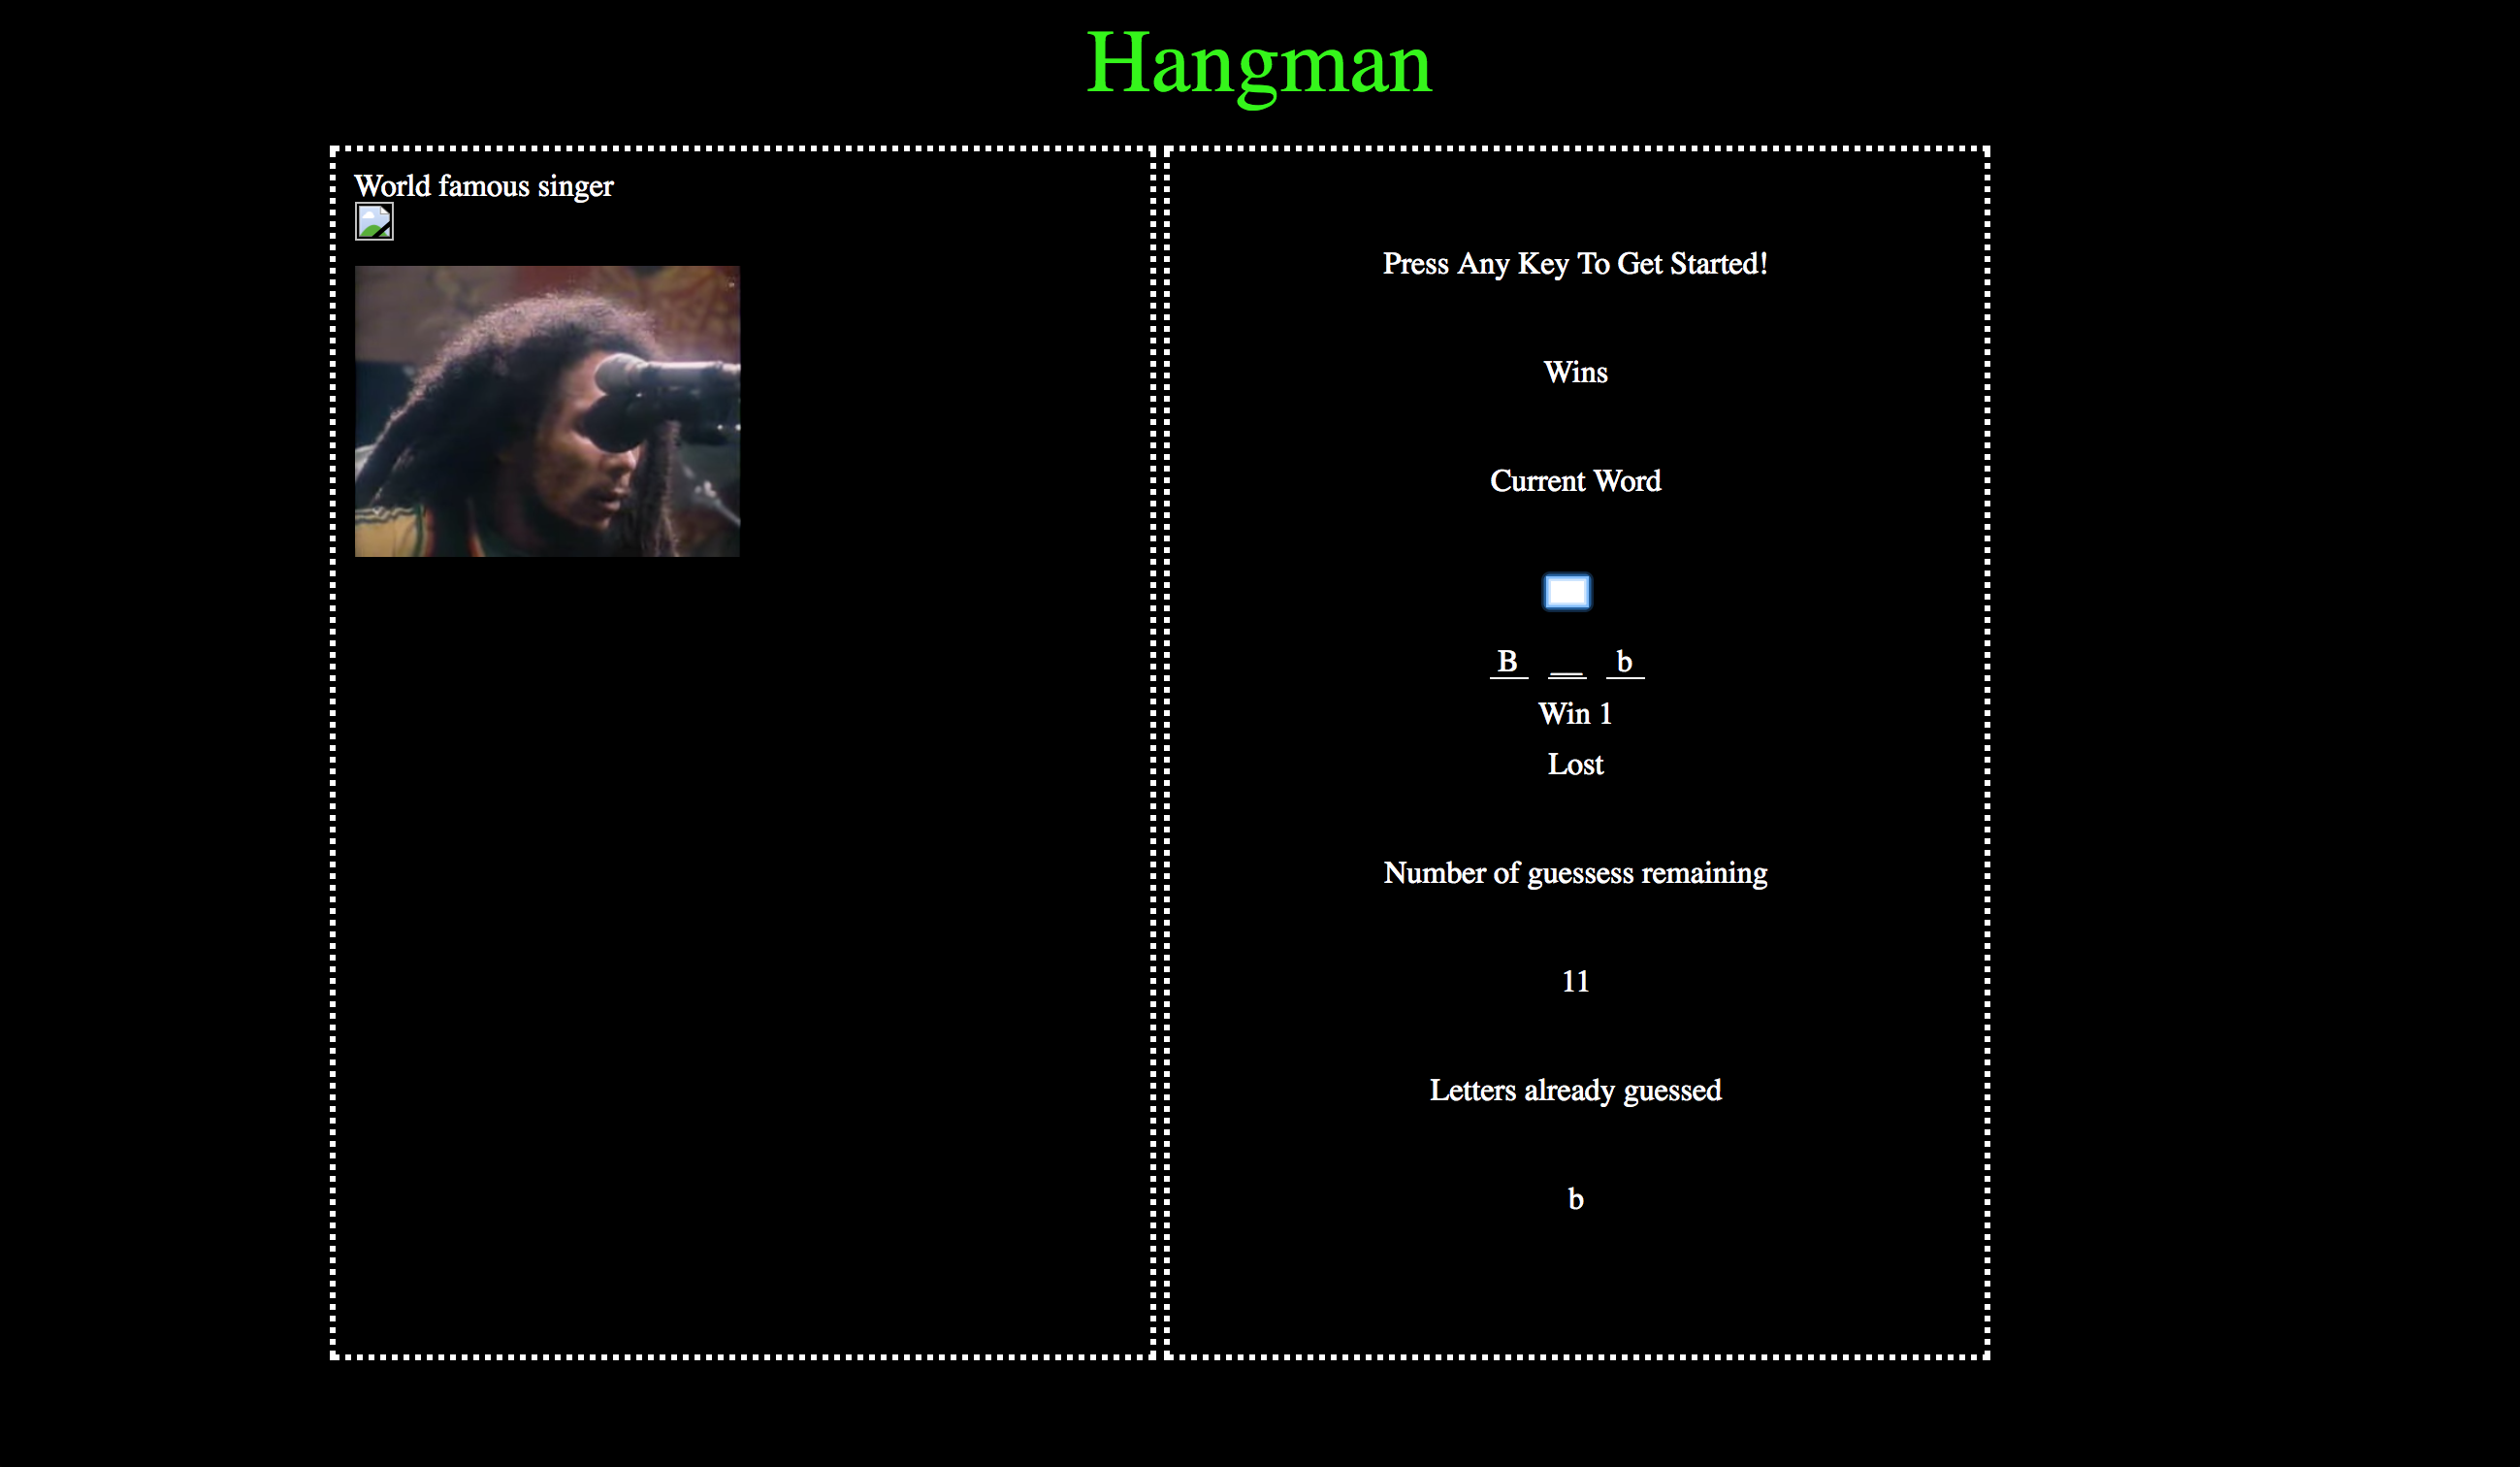 Hangman
World famous singer
Press Any Key To Get Started!
Wins
Current Word
B __ b
Win 1
Lost
Number of guessess remaining
11
Letters already guessed
b